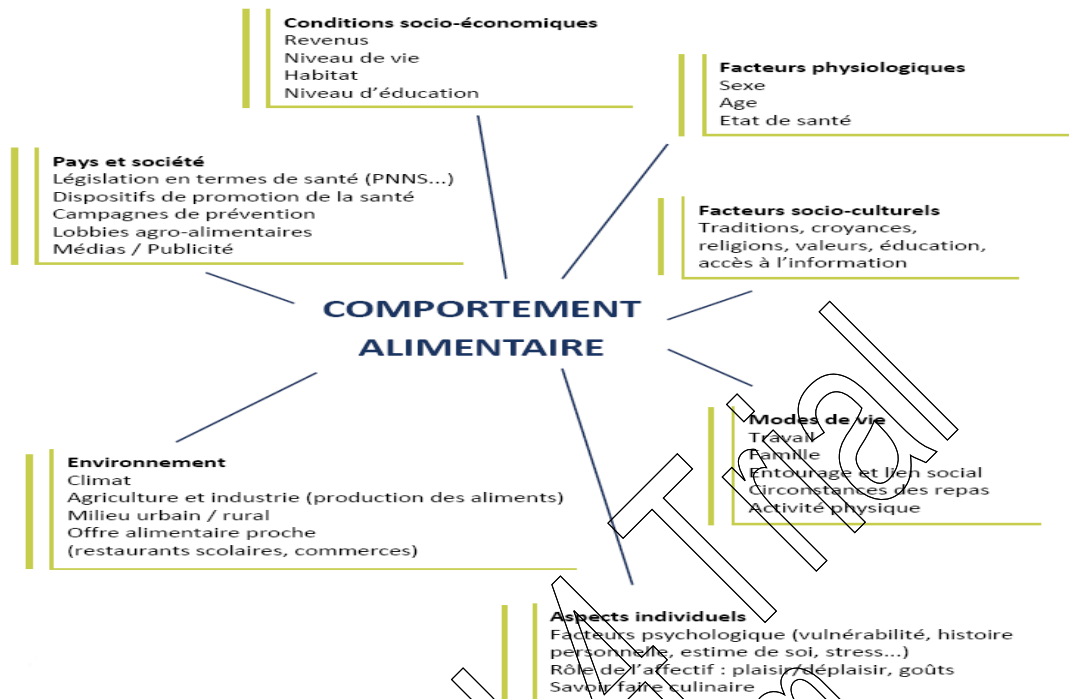 Conditions socio-économiques
Revenus
Niveau de vie
Habitat
Niveau d'éducation
Facteurs physiologiques
Sexe
Age
Etat de santé
Pays et société
Législation en termes de santé (PNNS...)
Dispositifs de promotion de la santé
Campagnes de prévention
Lobbies agro-alimentaires
Médias / Publicité
Facteurs socio-culturels
Traditions, croyances,
religions, valeurs, éducation,
accès à l'information
COMPORTEMENT
ALIMENTAIRE
Modes de vie
Travail
Famille
Entourage et lien social
Circonstances des repas
Activité physique
Environnement
Climat
Agriculture et industrie (production des aliments)
Milieu urbain / rural
Offre alimentaire proche
(restaurants scolaires, commerces)
Aspects individuels
Facteurs psychologique (vulnérabilité, histoire
personnelle, estime de soi, stress...)
Rôle de l'affectif : plaisir/déplaisir, goûts
Savoir faire culinaire
Trial